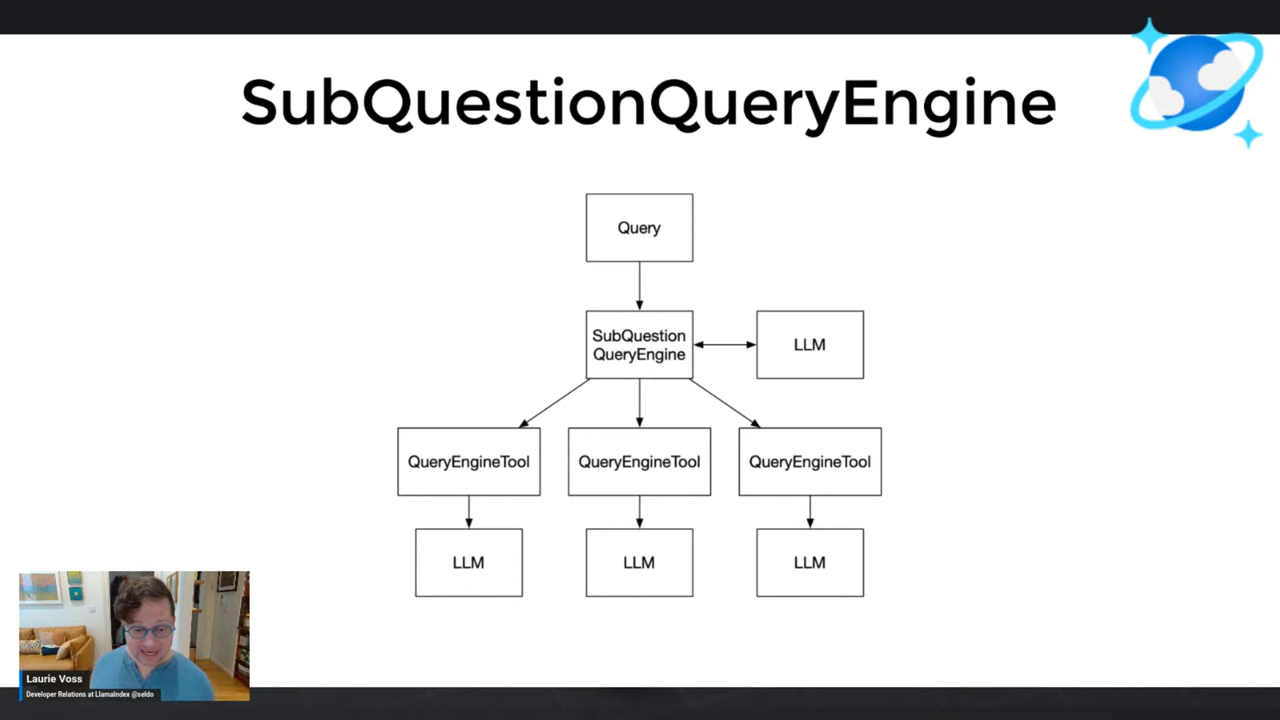 SubQuestionQueryEngine
Query
SubQuestion
QueryEngine
LLM
QueryEngineTool
QueryEngineTool
QueryEngineTool
LLM
LLM
LLM
Laurie Voss
Developer Relations at LlamaIndex @seldo